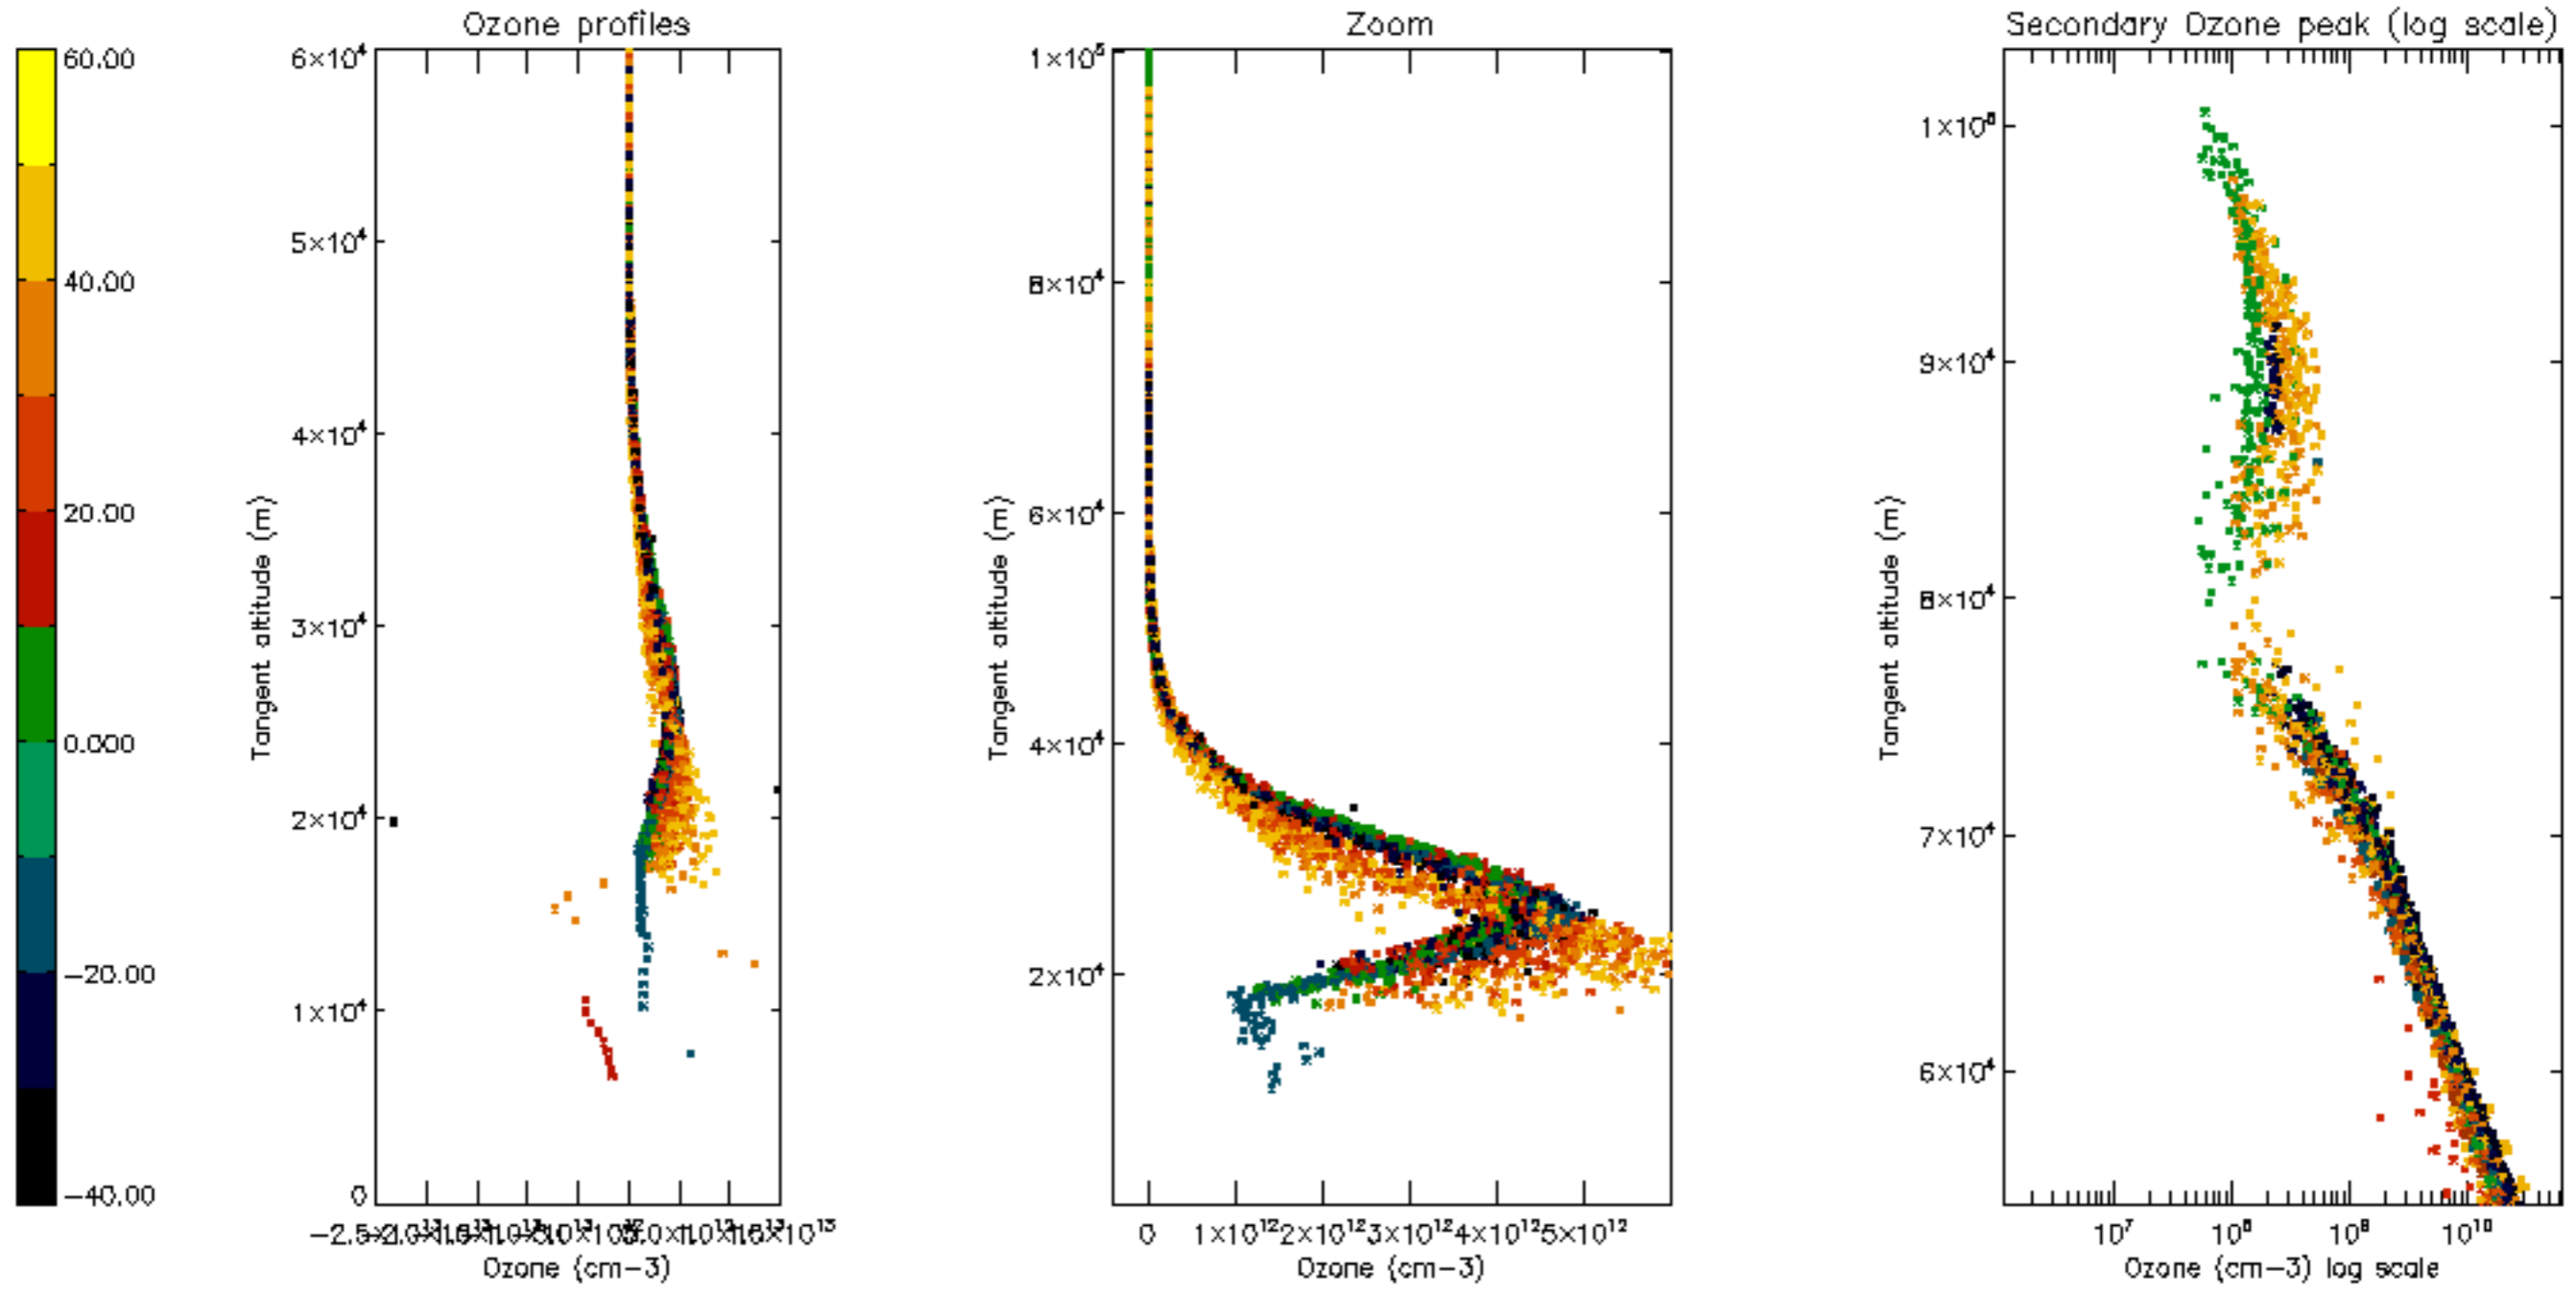 Ozone profiles
Zoom
Secondary Ozone peak (log scale)
60.00
40.00
20.00
0.000
−20.00
−40.00
6×10⁴
5×10⁴
4×10⁴
3×10⁴
2×10⁴
1×10⁴
0
Tangent altitude (m)
Ozone (cm−3)
1×10⁵
8×10⁴
6×10⁴
4×10⁴
2×10⁴
Tangent altitude (m)
0 1×10¹² 2×10¹² 3×10¹² 4×10¹² 5×10¹²
Ozone (cm−3)
1×10⁵
9×10⁴
8×10⁴
7×10⁴
6×10⁴
Tangent altitude (m)
10⁷ 10⁸ 10⁹ 10¹⁰
Ozone (cm−3) log scale